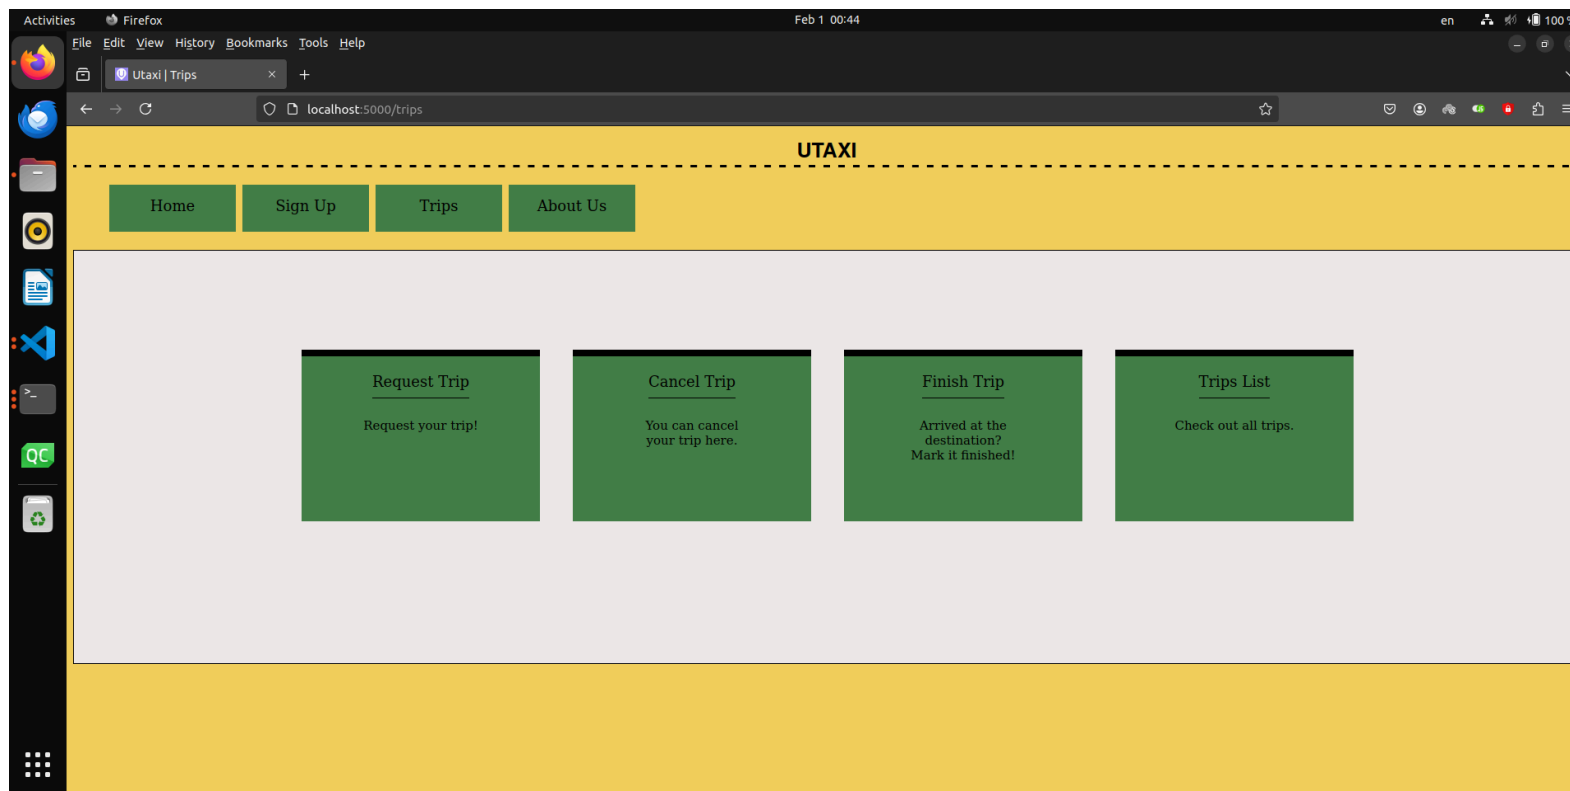 Activities Firefox Feb 1 00:44 en 100 %
File Edit View History Bookmarks Tools Help
Utaxi | Trips
localhost:5000/trips
UTAXI
Home Sign Up Trips About Us
Request Trip
Request your trip!
Cancel Trip
You can cancel
your trip here.
Finish Trip
Arrived at the
destination?
Mark it finished!
Trips List
Check out all trips.
QC